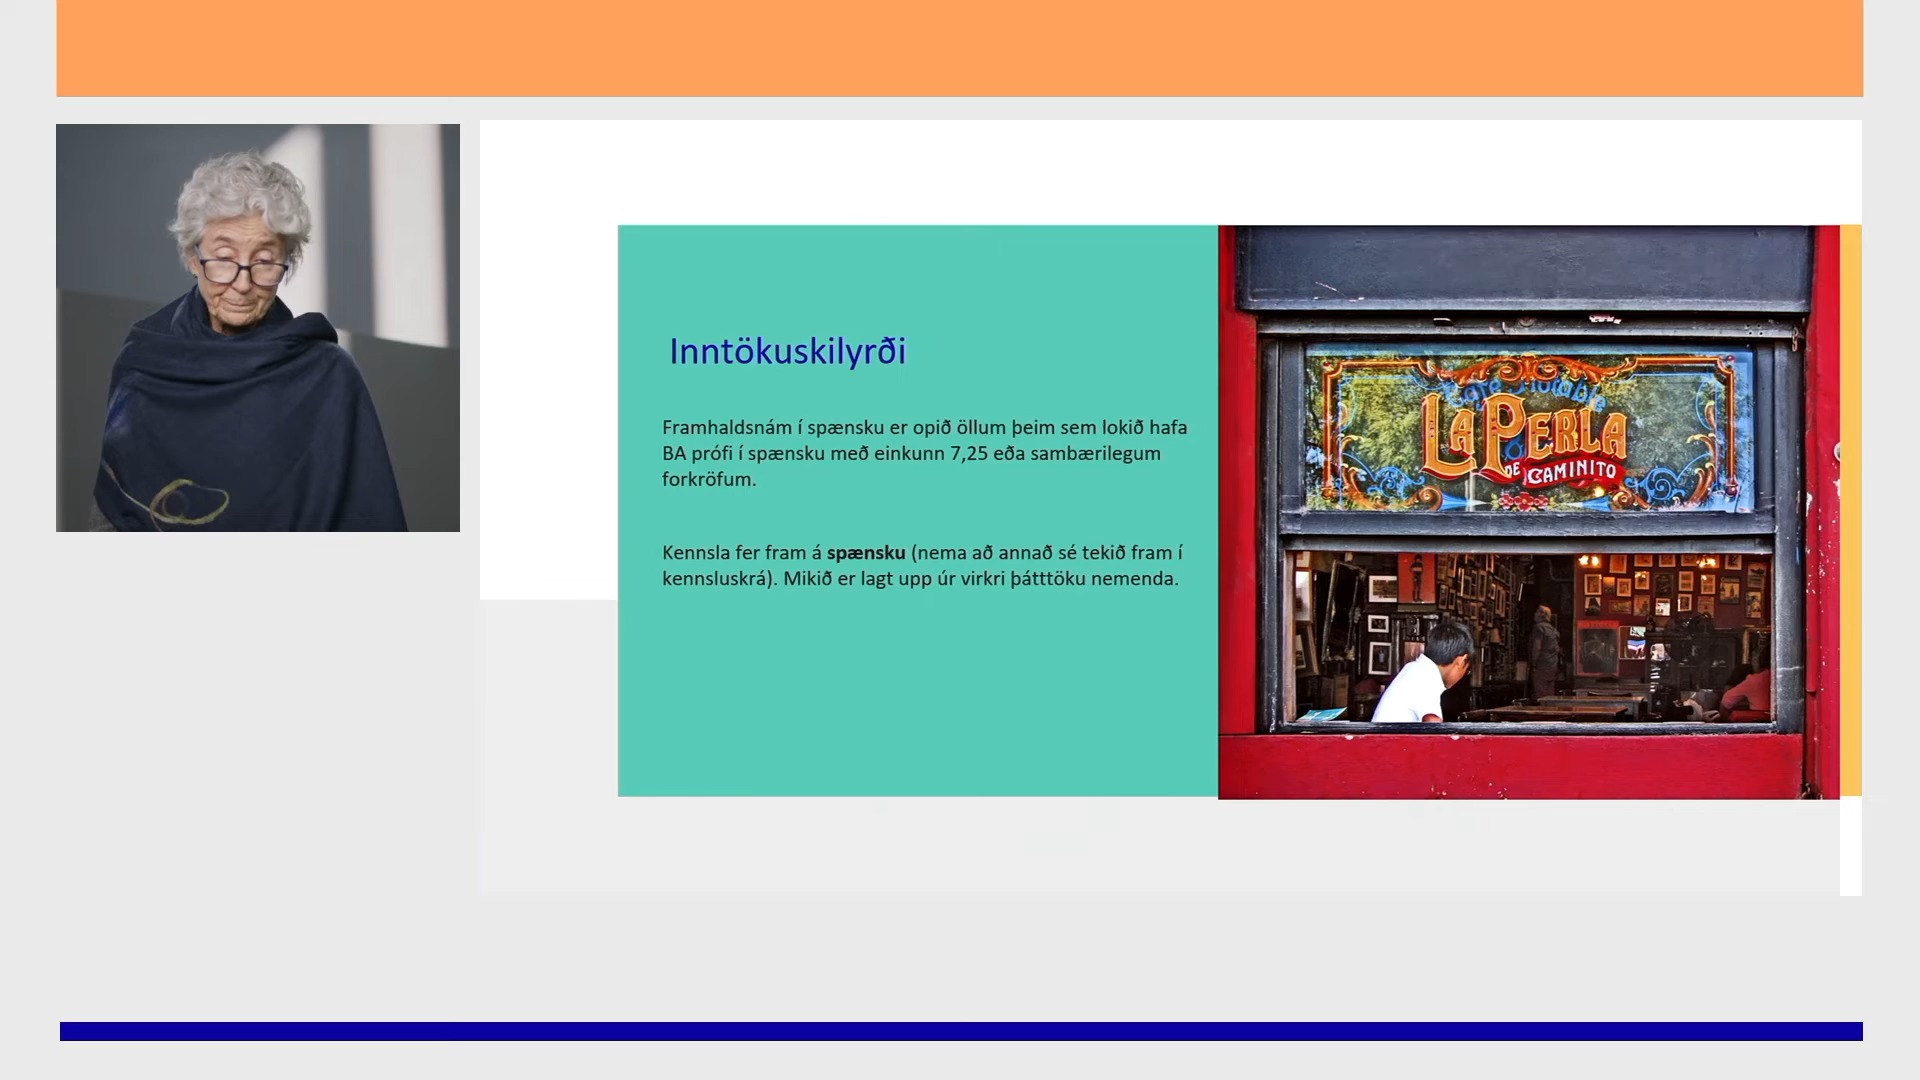 Inntökuskilyrði
Framhaldsnám í spænsku er opið öllum þeim sem lokið hafa
BA prófi í spænsku með einkunn 7,25 eða sambærilegum
forkröfum.
Kennsla fer fram á spænsku (nema að annað sé tekið fram í
kennsluskrá). Mikið er lagt upp úr virkri þátttöku nemenda.
Café Notable
LA PERLA
DE CAMINITO